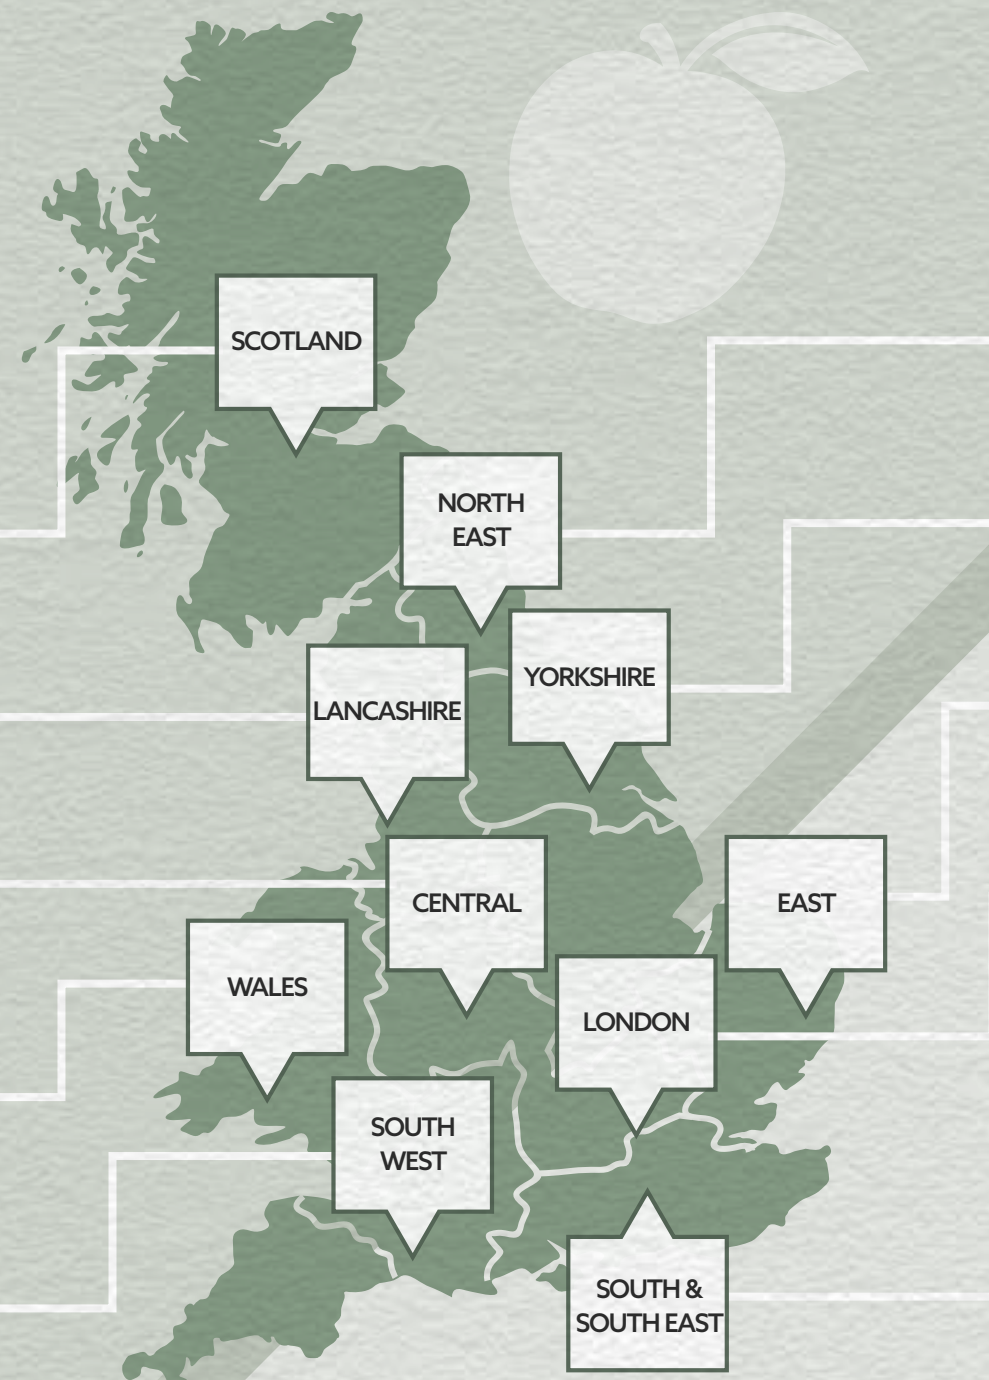 SCOTLAND
NORTH
EAST
YORKSHIRE
LANCASHIRE
CENTRAL
EAST
WALES
LONDON
SOUTH
WEST
SOUTH &
SOUTH EAST